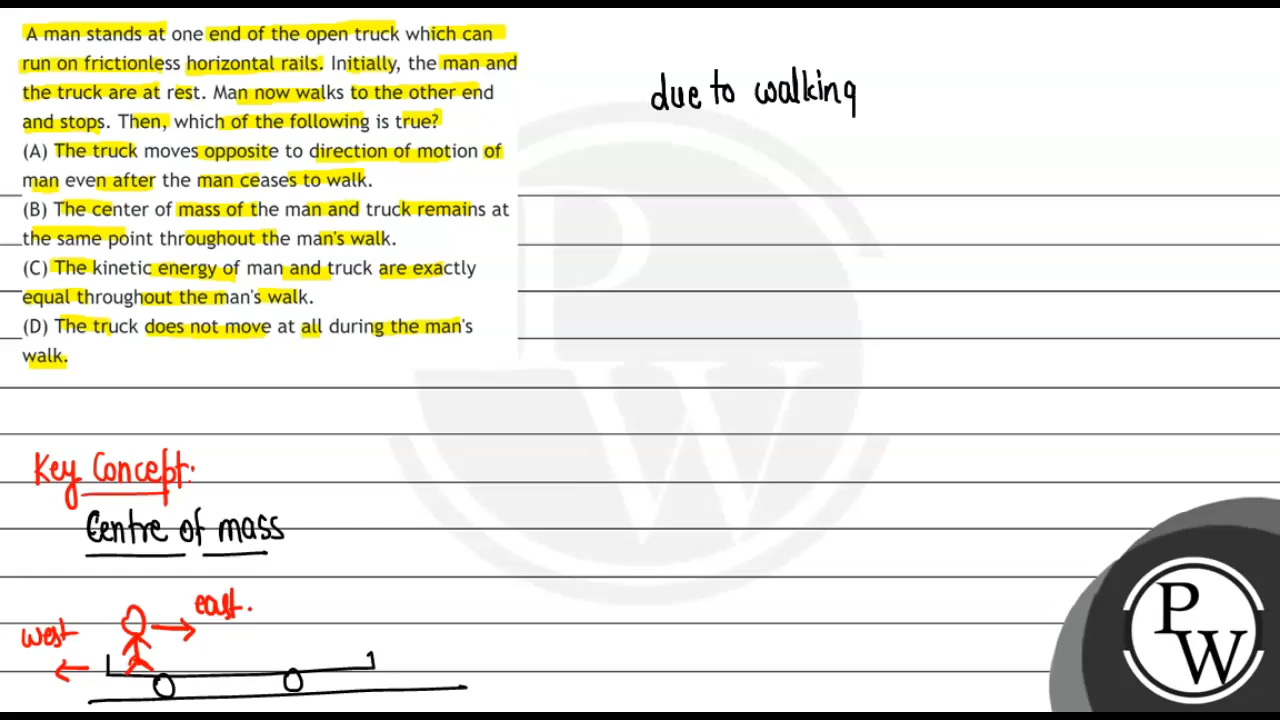 A man stands at one end of the open truck which can
run on frictionless horizontal rails. Initially, the man and
the truck are at rest. Man now walks to the other end
and stops. Then, which of the following is true?
(A) The truck moves opposite to direction of motion of
man even after the man ceases to walk.
(B) The center of mass of the man and truck remains at
the same point throughout the man's walk.
(C) The kinetic energy of man and truck are exactly
equal throughout the man's walk.
(D) The truck does not move at all during the man's
walk.
due to walking
Key Concept:
Centre of mass
west
east.
P
W
P
W